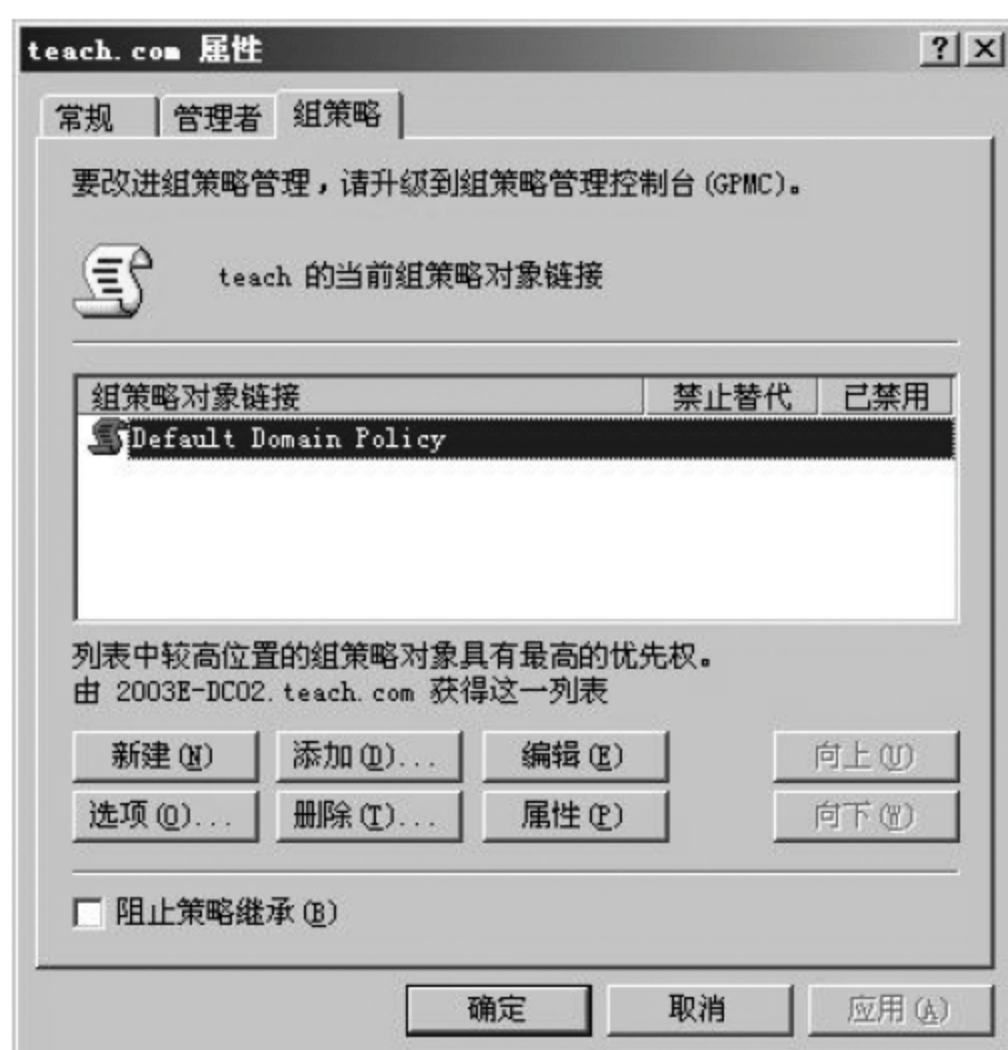 teach.com 属性
常规 管理者 组策略
要改进组策略管理，请升级到组策略管理控制台(GPMC)。
teach 的当前组策略对象链接
组策略对象链接 禁止替代 已禁用
Default Domain Policy
列表中较高位置的组策略对象具有最高的优先权。
由 2003E-DC02.teach.com 获得这一列表
新建(N) 添加(D)... 编辑(E) 向上(U)
选项(O)... 删除(T)... 属性(P) 向下(W)
阻止策略继承(B)
确定 取消 应用(A)